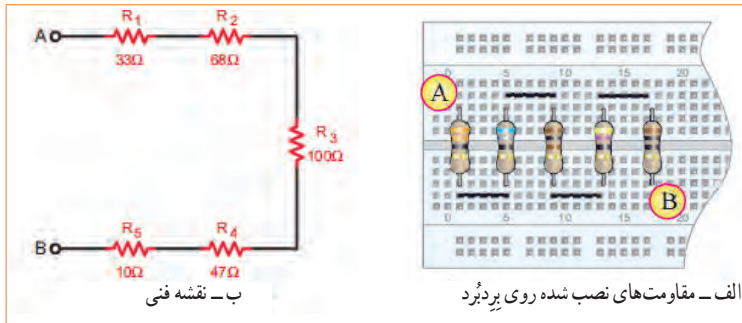 R1
33Ω
R2
68Ω
R3
100Ω
R4
47Ω
R5
10Ω
A
B
ب – نقشه فنی
0 5 10 15 20
A
B
0 5 10 15 20
الف – مقاومت‌های نصب شده روی بِرِدبُرد